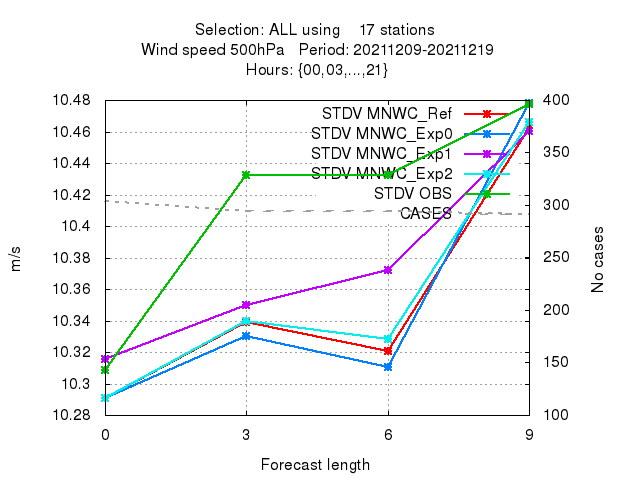 Selection: ALL using 17 stations
Wind speed 500hPa Period: 20211209-20211219
Hours: {00,03,...,21}
10.48
10.46
10.44
10.42
10.4
10.38
10.36
10.34
10.32
10.3
10.28
m/s
STDV MNWC_Ref
STDV MNWC_Exp0
STDV MNWC_Exp1
STDV MNWC_Exp2
STDV OBS
CASES
400
350
300
250
200
150
100
No cases
0 3 6 9
Forecast length